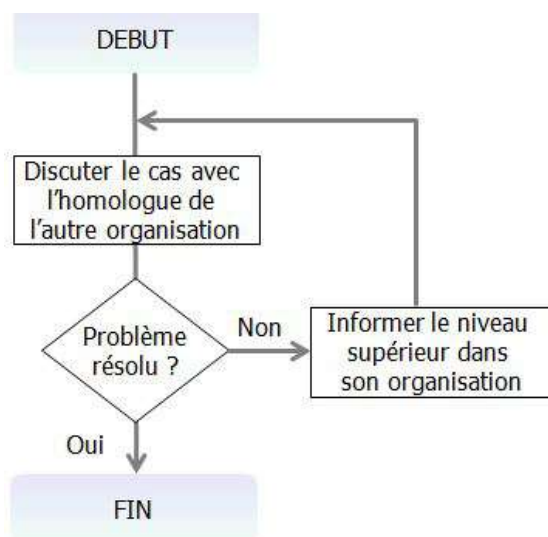 DEBUT
Discuter le cas avec
l'homologue de
l'autre organisation
Problème
résolu ?
Non
Informer le niveau
supérieur dans
son organisation
Oui
FIN